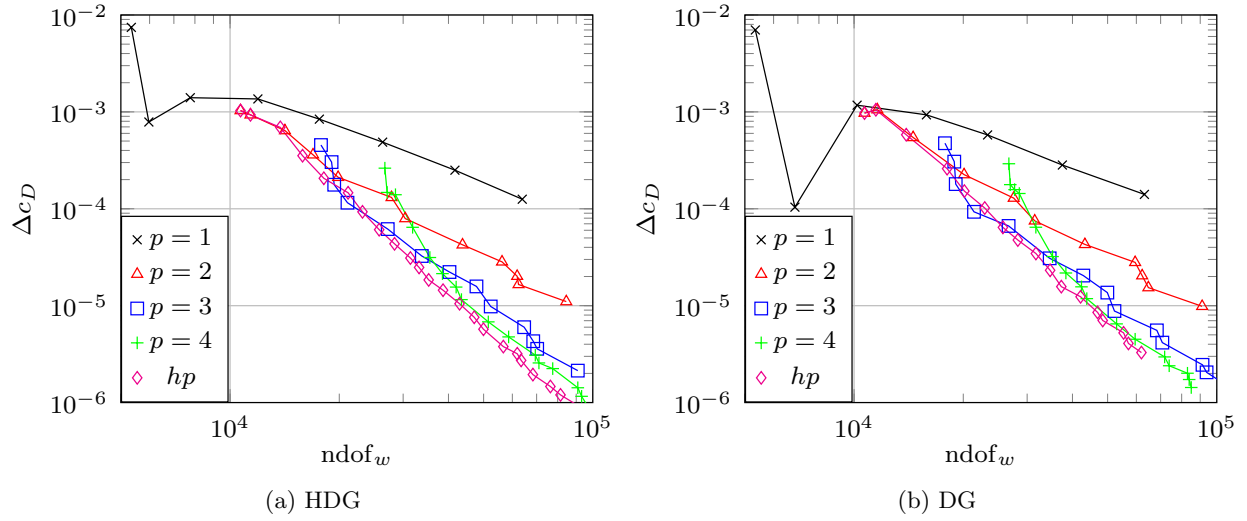 10^{-2}
10^{-3}
10^{-4}
10^{-5}
10^{-6}
Δc_D
p = 1
p = 2
p = 3
p = 4
hp
10^4
10^5
ndof_w
(a) HDG
10^{-2}
10^{-3}
10^{-4}
10^{-5}
10^{-6}
Δc_D
p = 1
p = 2
p = 3
p = 4
hp
10^4
10^5
ndof_w
(b) DG